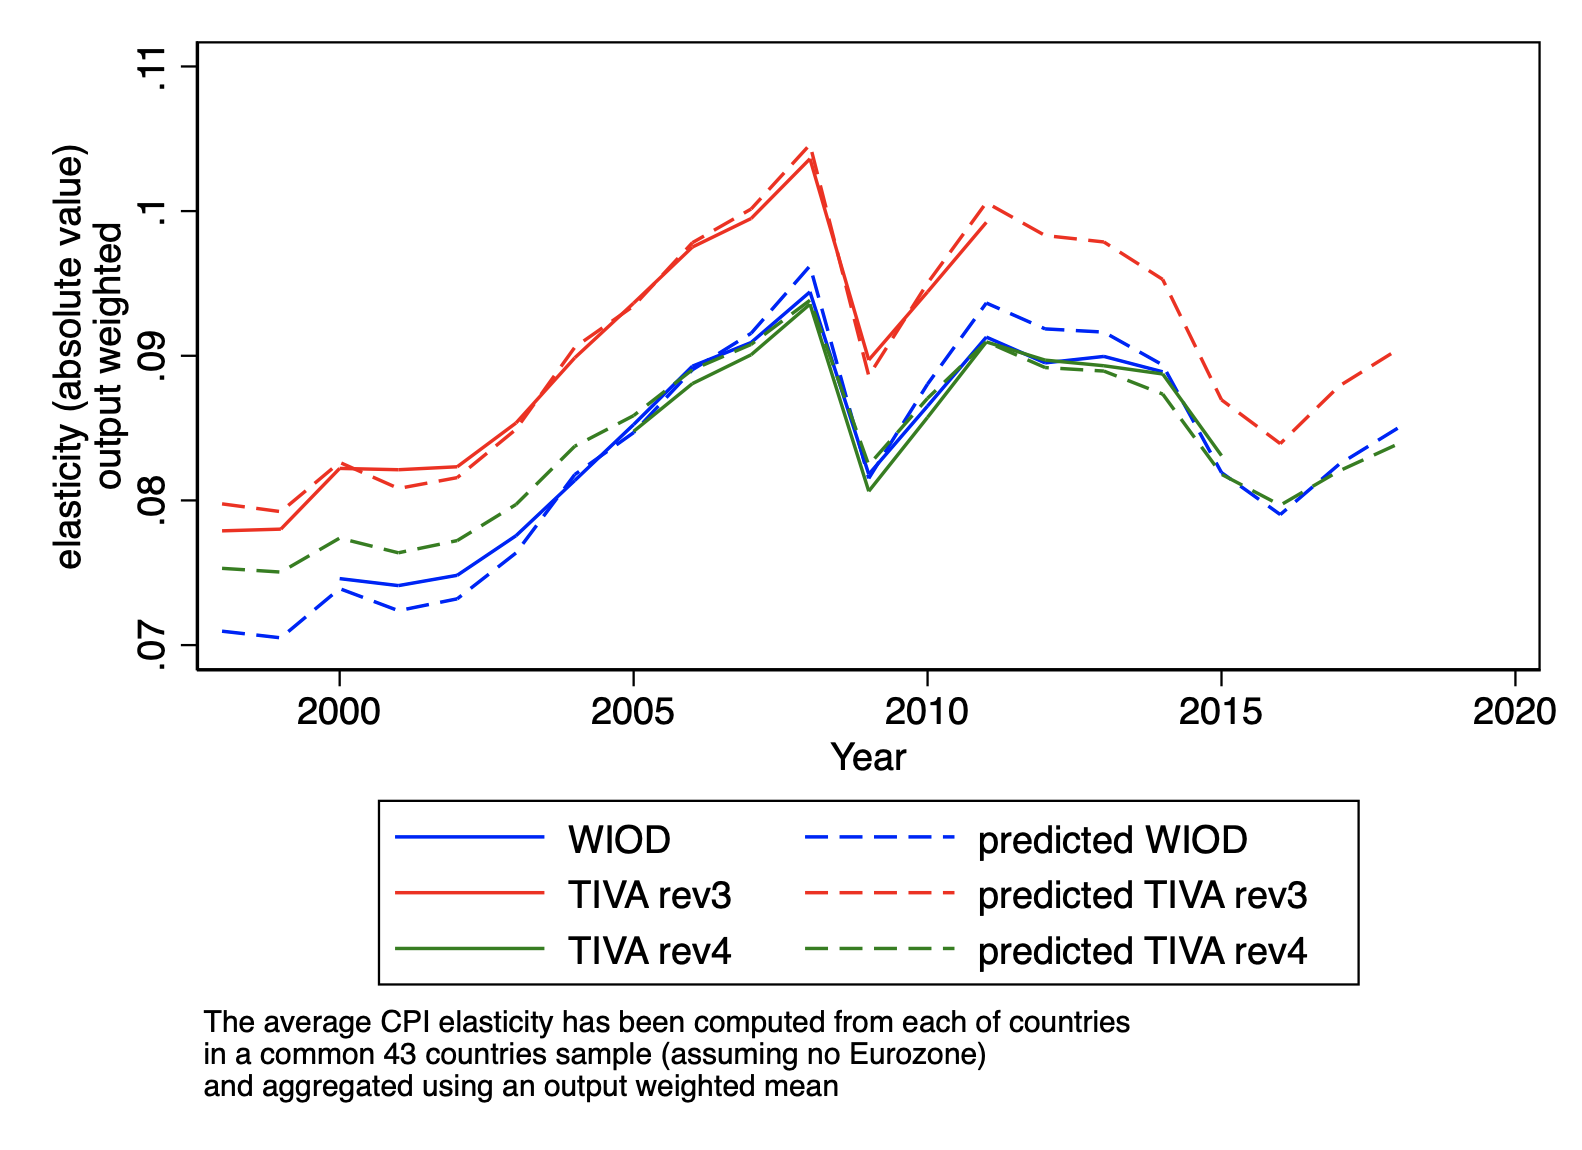 .11
.1
.09
.08
.07
elasticity (absolute value)
output weighted
2000 2005 2010 2015 2020
Year
WIOD predicted WIOD
TIVA rev3 predicted TIVA rev3
TIVA rev4 predicted TIVA rev4
The average CPI elasticity has been computed from each of countries
in a common 43 countries sample (assuming no Eurozone)
and aggregated using an output weighted mean